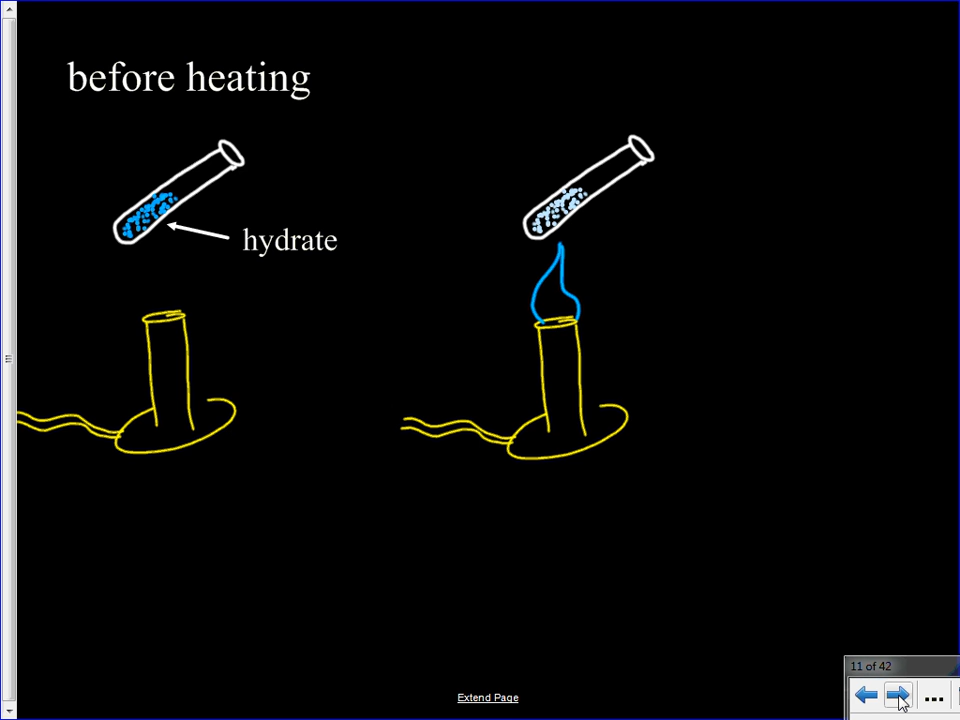 before heating
hydrate
Extend Page
11 of 42
...